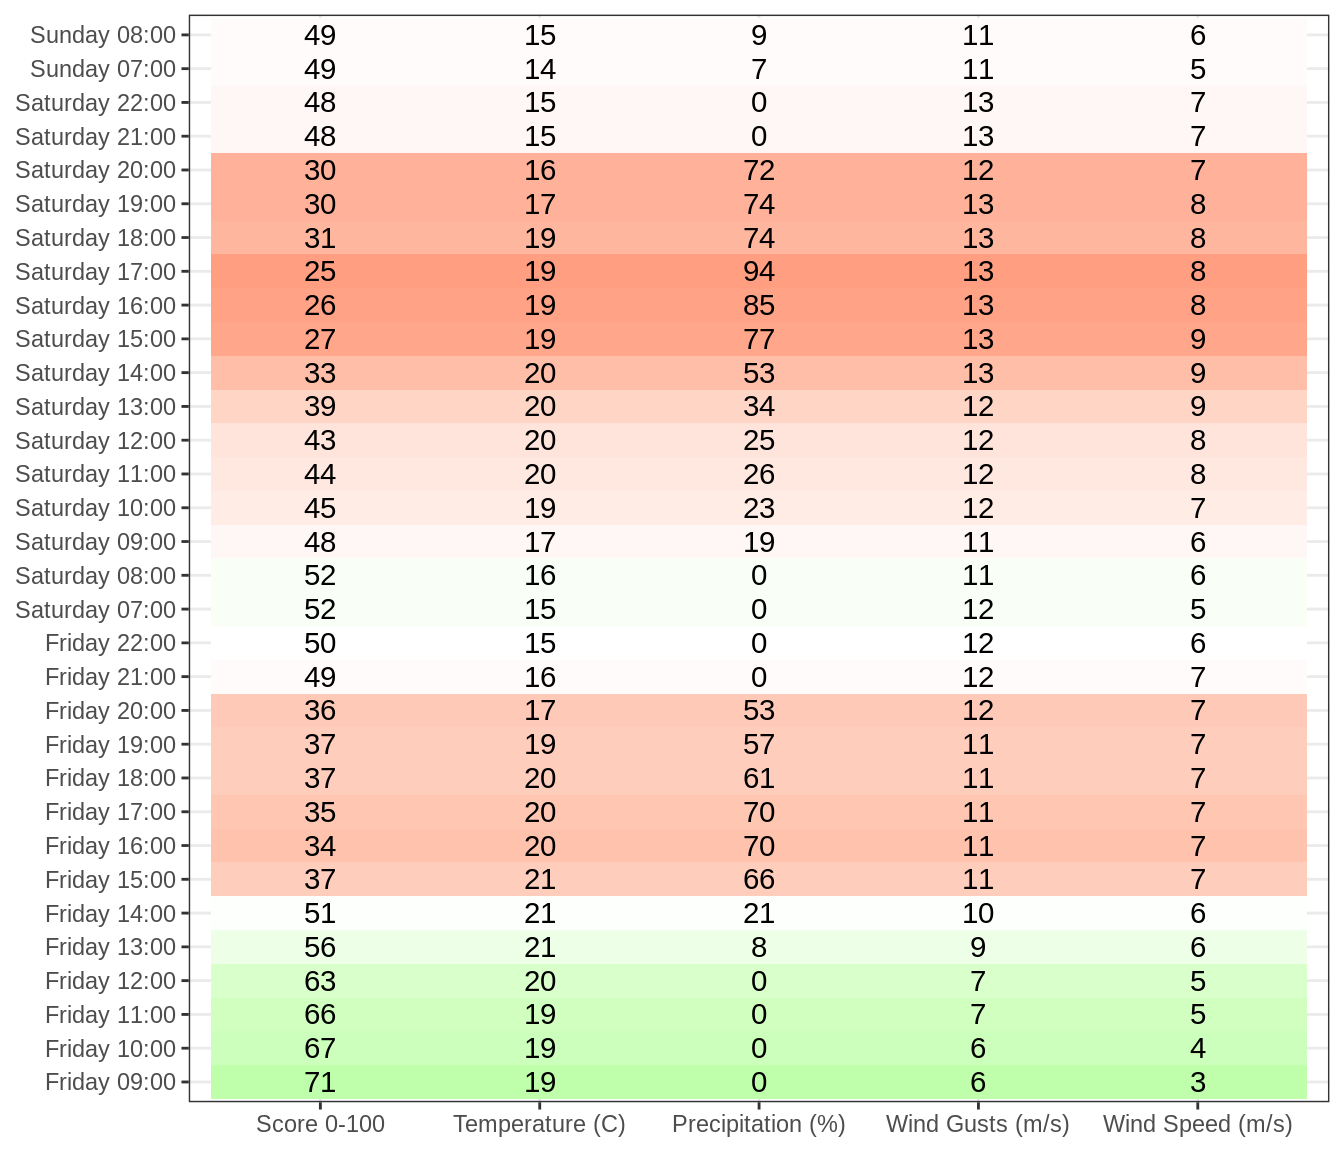 Sunday 08:00 49 15 9 11 6
Sunday 07:00 49 14 7 11 5
Saturday 22:00 48 15 0 13 7
Saturday 21:00 48 15 0 13 7
Saturday 20:00 30 16 72 12 7
Saturday 19:00 30 17 74 13 8
Saturday 18:00 31 19 74 13 8
Saturday 17:00 25 19 94 13 8
Saturday 16:00 26 19 85 13 8
Saturday 15:00 27 19 77 13 9
Saturday 14:00 33 20 53 13 9
Saturday 13:00 39 20 34 12 9
Saturday 12:00 43 20 25 12 8
Saturday 11:00 44 20 26 12 8
Saturday 10:00 45 19 23 12 7
Saturday 09:00 48 17 19 11 6
Saturday 08:00 52 16 0 11 6
Saturday 07:00 52 15 0 12 5
Friday 22:00 50 15 0 12 6
Friday 21:00 49 16 0 12 7
Friday 20:00 36 17 53 12 7
Friday 19:00 37 19 57 11 7
Friday 18:00 37 20 61 11 7
Friday 17:00 35 20 70 11 7
Friday 16:00 34 20 70 11 7
Friday 15:00 37 21 66 11 7
Friday 14:00 51 21 21 10 6
Friday 13:00 56 21 8 9 6
Friday 12:00 63 20 0 7 5
Friday 11:00 66 19 0 7 5
Friday 10:00 67 19 0 6 4
Friday 09:00 71 19 0 6 3
Score 0-100 Temperature (C) Precipitation (%) Wind Gusts (m/s) Wind Speed (m/s)